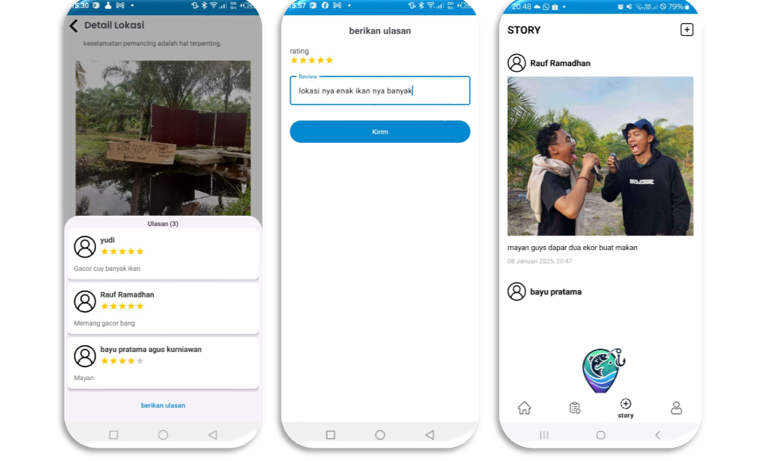 15:30
Detail Lokasi
keselamatan pemancing adalah hal terpenting.
Ulasan (3)
yudi
Gacor cuy banyak ikan
Rauf Ramadhan
Memang gacor bang
bayu pratama agus kurniawan
Mayan
berikan ulasan
berikan ulasan
rating
Review
lokasi nya enak ikan nya banyak
Kirim
20.48
79%
STORY
Rauf Ramadhan
mayan guys dapar dua ekor buat makan
08 Januari 2025, 20:47
bayu pratama
story